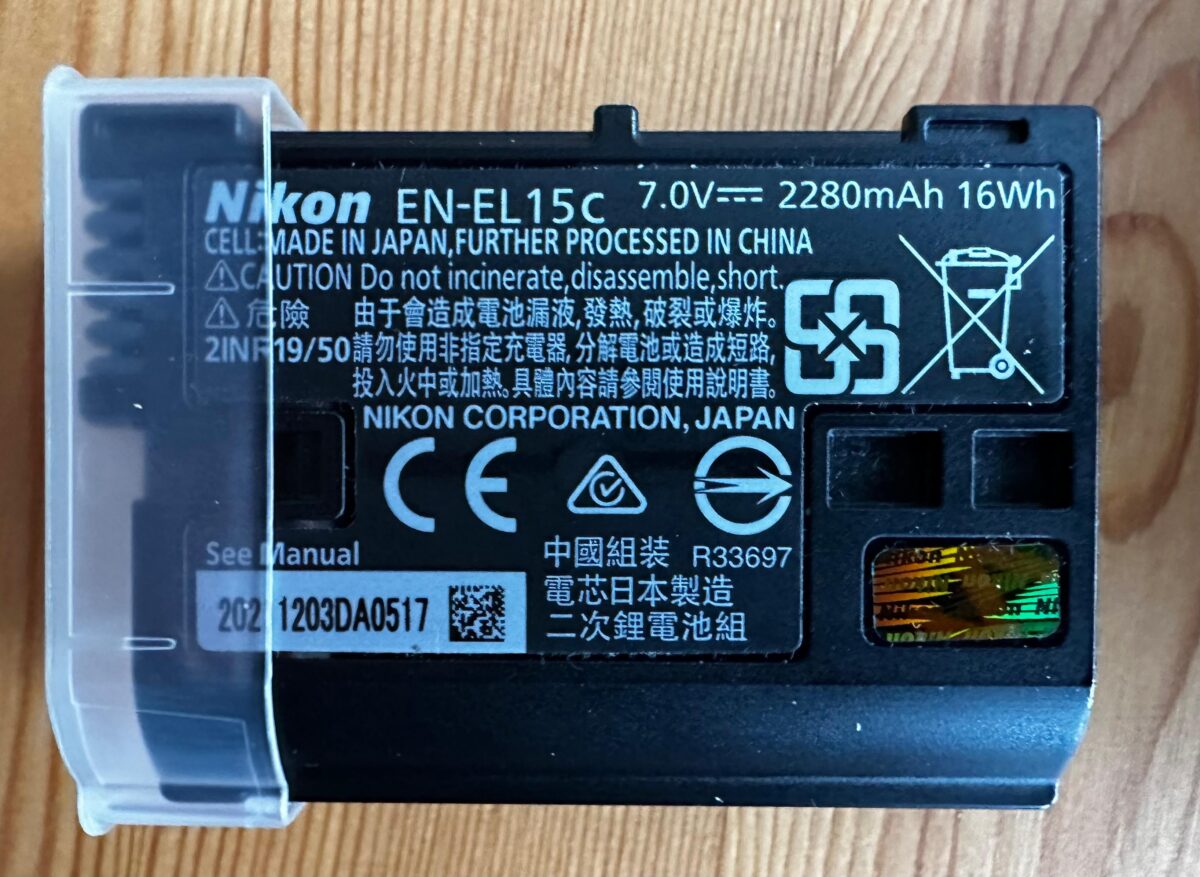 Nikon EN-EL15c 7.0V⎓ 2280mAh 16Wh
CELL:MADE IN JAPAN,FURTHER PROCESSED IN CHINA
⚠CAUTION Do not incinerate,disassemble,short.
⚠危險 由于會造成電池漏液,發熱,破裂或爆炸。
2INR19/50 請勿使用非指定充電器,分解電池或造成短路,
投入火中或加熱。具體內容請參閱使用說明書。
NIKON CORPORATION, JAPAN
CE
See Manual
中國組装 R33697
電芯日本製造
二次鋰電池組
20211203DA0517
Nikon